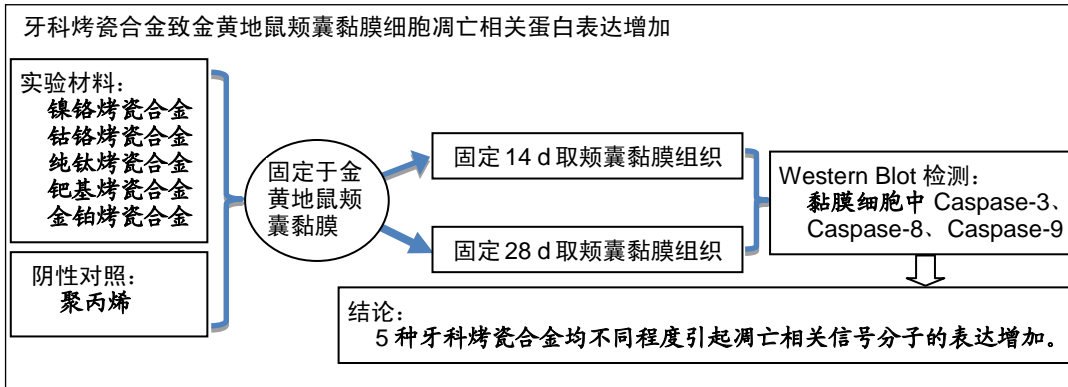 牙科烤瓷合金致金黄地鼠颊囊黏膜细胞凋亡相关蛋白表达增加
实验材料：
镍铬烤瓷合金
钴铬烤瓷合金
纯钛烤瓷合金
钯基烤瓷合金
金铂烤瓷合金
阴性对照：
聚丙烯
固定于金
黄地鼠颊
囊黏膜
固定 14 d 取颊囊黏膜组织
固定 28 d 取颊囊黏膜组织
Western Blot 检测：
黏膜细胞中 Caspase-3、
Caspase-8、Caspase-9
结论：
5 种牙科烤瓷合金均不同程度引起凋亡相关信号分子的表达增加。